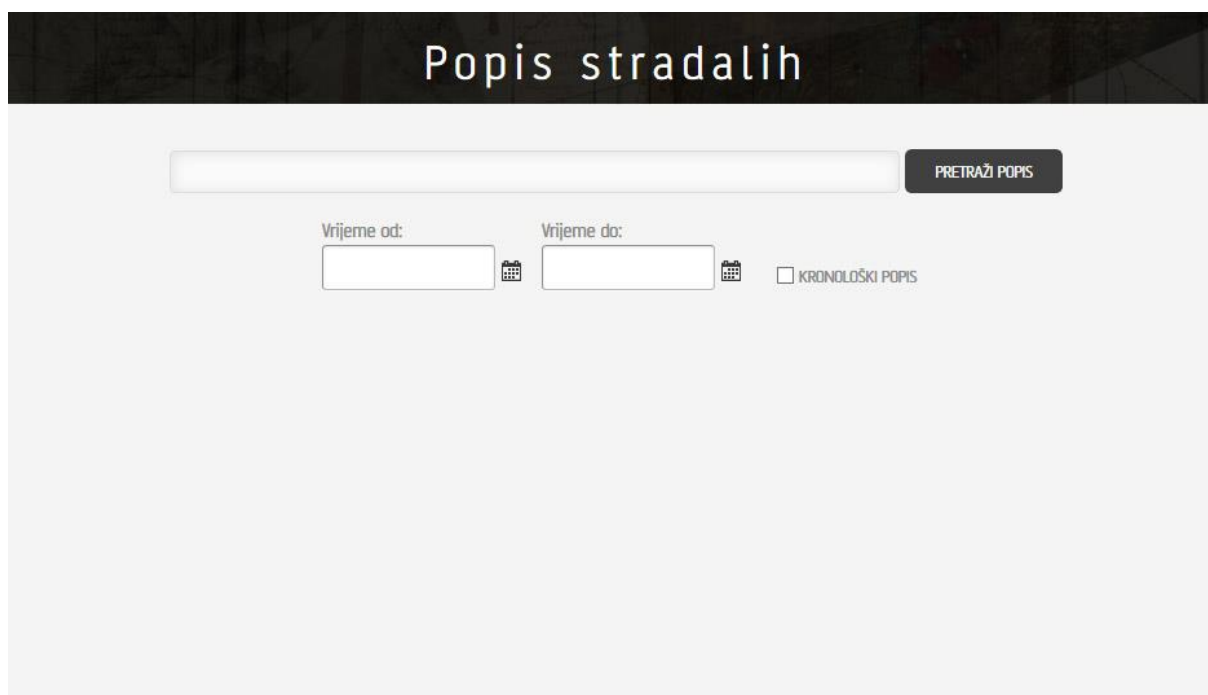 Popis stradalih
PRETRAŽI POPIS
Vrijeme od: Vrijeme do:
KRONOLOŠKI POPIS